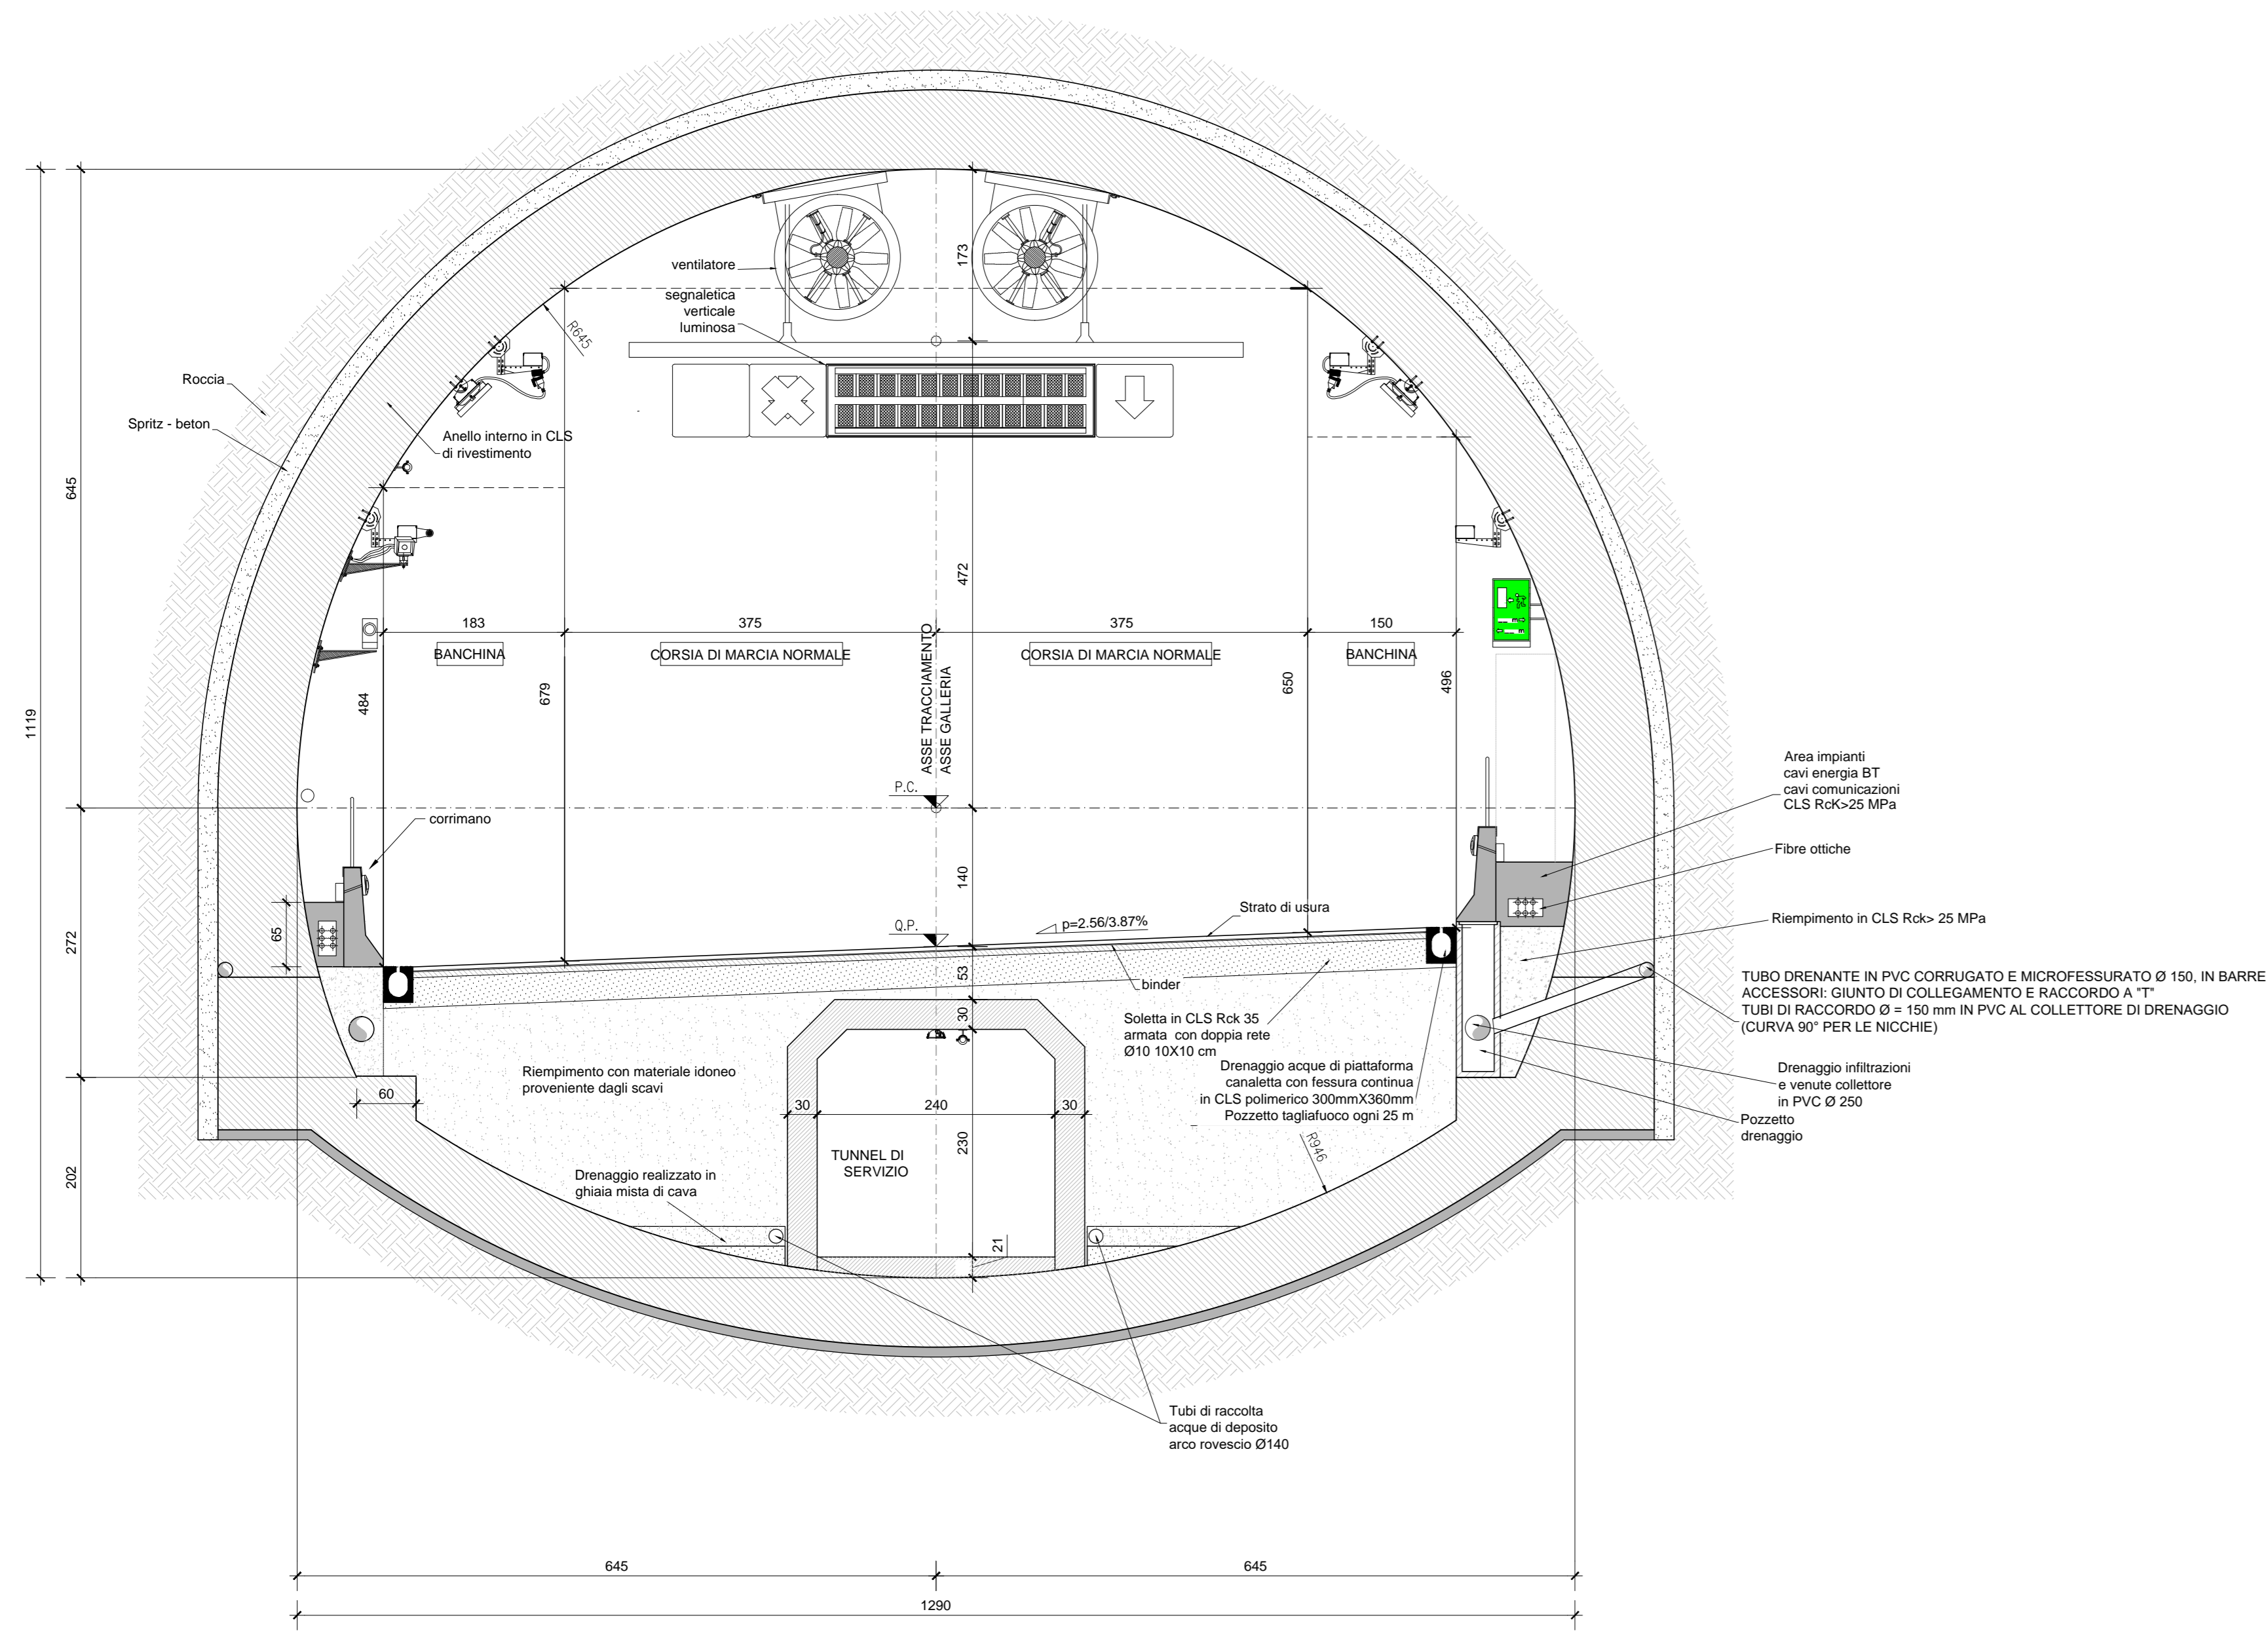 173
ventilatore
segnaletica
verticale
luminosa
R645
Roccia
Spritz - beton
Anello interno in CLS
di rivestimento
645
472
183
375
375
150
BANCHINA
CORSIA DI MARCIA NORMALE
CORSIA DI MARCIA NORMALE
BANCHINA
ASSE TRACCIAMENTO
ASSE GALLERIA
484
679
650
496
1119
P.C.
Area impianti
cavi energia BT
cavi comunicazioni
CLS RcK>25 MPa
corrimano
Fibre ottiche
140
Strato di usura
p=2.56/3.87%
Q.P.
Riempimento in CLS Rck> 25 MPa
65
272
53
binder
TUBO DRENANTE IN PVC CORRUGATO E MICROFESSURATO Ø 150, IN BARRE
ACCESSORI: GIUNTO DI COLLEGAMENTO E RACCORDO A "T"
TUBI DI RACCORDO Ø = 150 mm IN PVC AL COLLETTORE DI DRENAGGIO
(CURVA 90° PER LE NICCHIE)
30
Soletta in CLS Rck 35
armata con doppia rete
Ø10 10X10 cm
Riempimento con materiale idoneo
proveniente dagli scavi
Drenaggio acque di piattaforma
canaletta con fessura continua
in CLS polimerico 300mmX360mm
Pozzetto tagliafuoco ogni 25 m
Drenaggio infiltrazioni
e venute collettore
in PVC Ø 250
Pozzetto
drenaggio
60
30
240
30
230
R946
TUNNEL DI
SERVIZIO
202
Drenaggio realizzato in
ghiaia mista di cava
21
Tubi di raccolta
acque di deposito
arco rovescio Ø140
645
645
1290